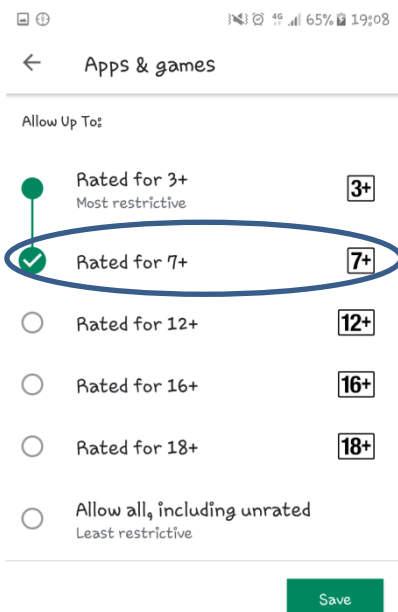 4G 65% 19:08
Apps & games
Allow Up To:
Rated for 3+ 3+
Most restrictive
Rated for 7+ 7+
Rated for 12+ 12+
Rated for 16+ 16+
Rated for 18+ 18+
Allow all, including unrated
Least restrictive
Save